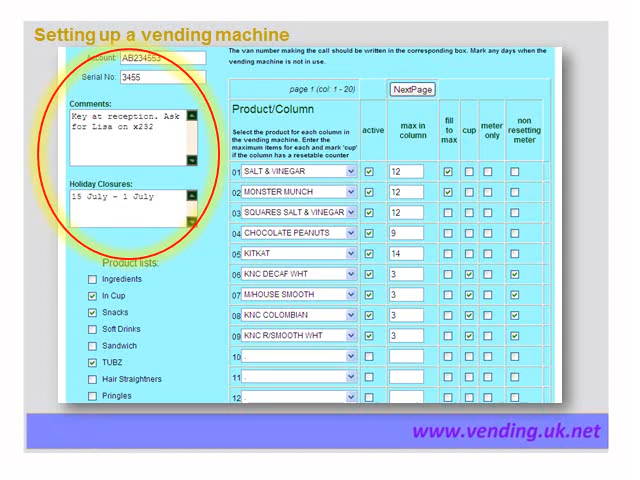 Setting up a vending machine
Account: AB234553
Serial No: 3455
Comments:
Key at reception. Ask
for Lisa on x232
Holiday Closures:
15 July - 1 July
Product lists:
Ingredients
In Cup
Snacks
Soft Drinks
Sandwich
TUBZ
Hair Straightners
Pringles
The van number making the call should be written in the corresponding box. Mark any days when the
vending machine is not in use.
page 1 (col: 1 - 20)
NextPage
Product/Column
Select the product for each column in
the vending machine. Enter the
maximum items for each and mark 'cup'
if the column has a resetable counter
active
max in
column
fill
to
max
cup
meter
only
non
resetting
meter
01 SALT & VINEGAR 12
02 MONSTER MUNCH 12
03 SQUARES SALT & VINEGAR 12
04 CHOCOLATE PEANUTS 9
05 KITKAT 14
06 KNC DECAF WHT 3
07 M/HOUSE SMOOTH 3
08 KNC COLOMBIAN 3
09 KNC R/SMOOTH WHT 3
10 .
11 .
12 .
www.vending.uk.net